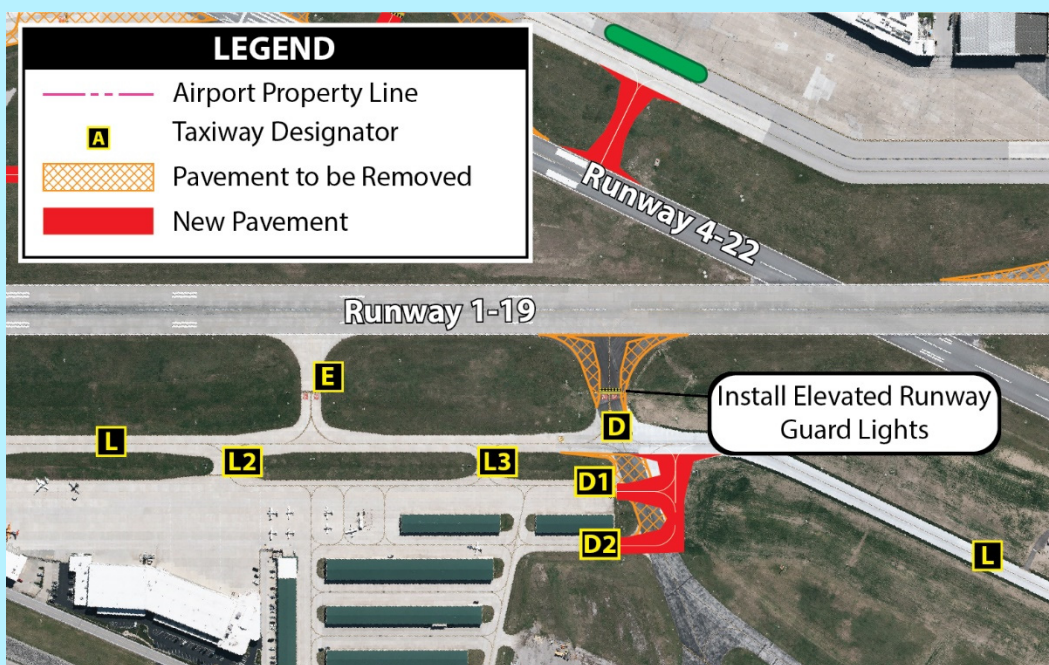 LEGEND
Airport Property Line
A
Taxiway Designator
Pavement to be Removed
New Pavement
Runway 4-22
Runway 1-19
E
Install Elevated Runway
Guard Lights
D
L
L2
L3
D1
D2
L